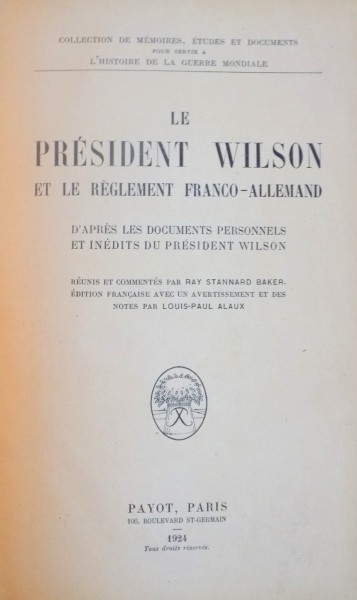 COLLECTION DE MÉMOIRES, ÉTUDES ET DOCUMENTS
POUR SERVIR A
L'HISTOIRE DE LA GUERRE MONDIALE
LE
PRÉSIDENT WILSON
ET LE RÈGLEMENT FRANCO-ALLEMAND
D'APRÈS LES DOCUMENTS PERSONNELS
ET INÉDITS DU PRÉSIDENT WILSON
RÉUNIS ET COMMENTÉS PAR RAY STANNARD BAKER.
ÉDITION FRANÇAISE AVEC UN AVERTISSEMENT ET DES
NOTES PAR LOUIS-PAUL ALAUX
PAYOT, PARIS
106, BOULEVARD ST-GERMAIN
1924
Tous droits réservés.